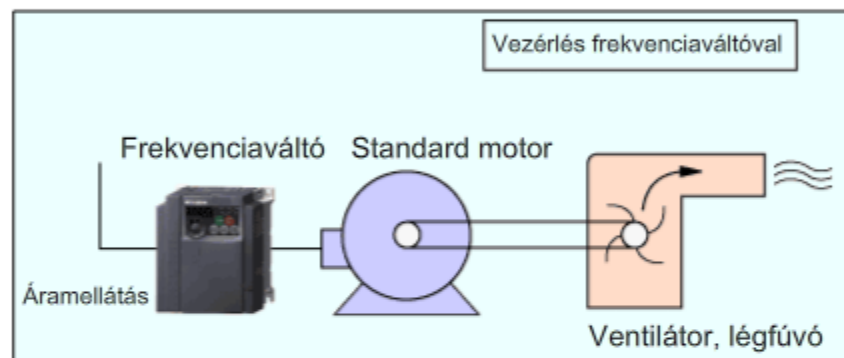 Vezérlés frekvenciaváltóval
Frekvenciaváltó
Standard motor
Áramellátás
Ventilátor, légfúvó